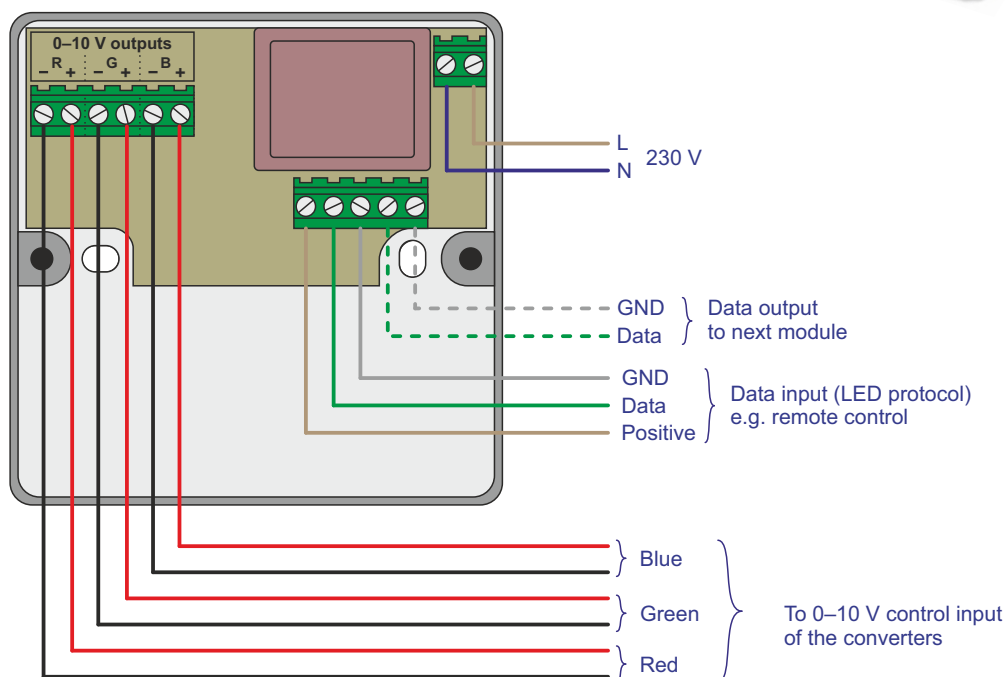 0–10 V outputs
R G B
– + – + – +
L
N
230 V
GND
Data
Data output
to next module
GND
Data
Positive
Data input (LED protocol)
e.g. remote control
Blue
Green
Red
To 0–10 V control input
of the converters